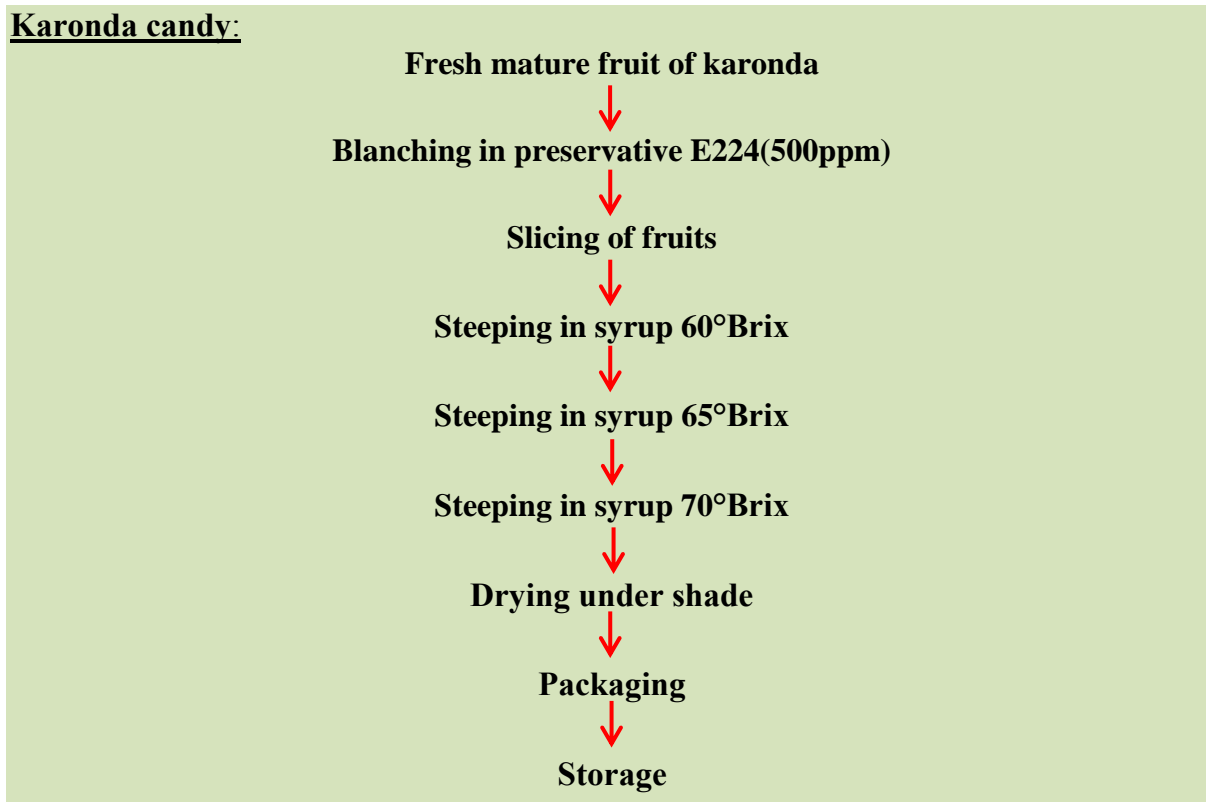 Karonda candy:
Fresh mature fruit of karonda
Blanching in preservative E224(500ppm)
Slicing of fruits
Steeping in syrup 60°Brix
Steeping in syrup 65°Brix
Steeping in syrup 70°Brix
Drying under shade
Packaging
Storage